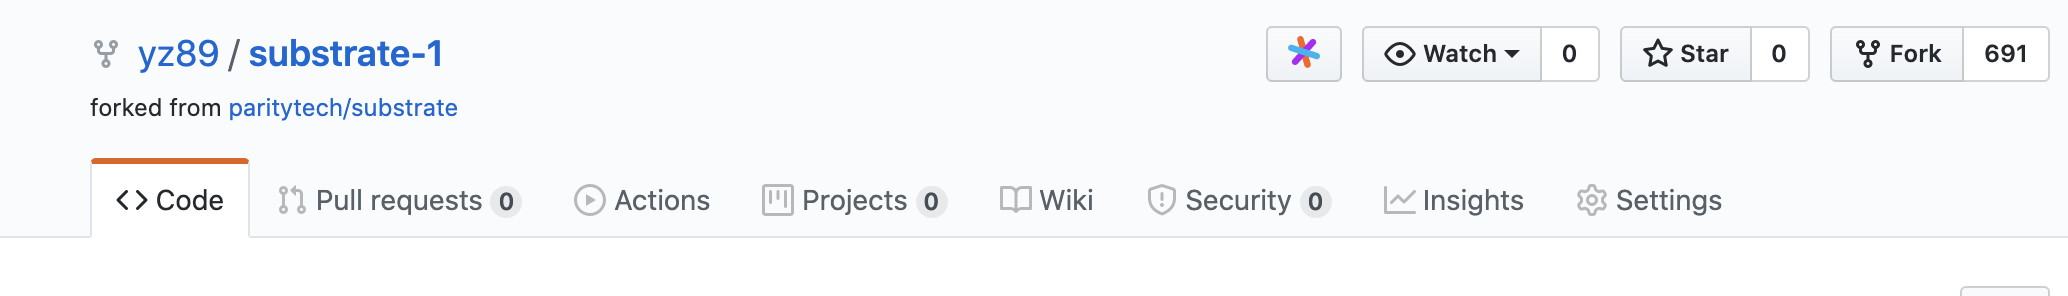 yz89 / substrate-1
Watch 0 Star 0 Fork 691
forked from paritytech/substrate
Code Pull requests 0 Actions Projects 0 Wiki Security 0 Insights Settings